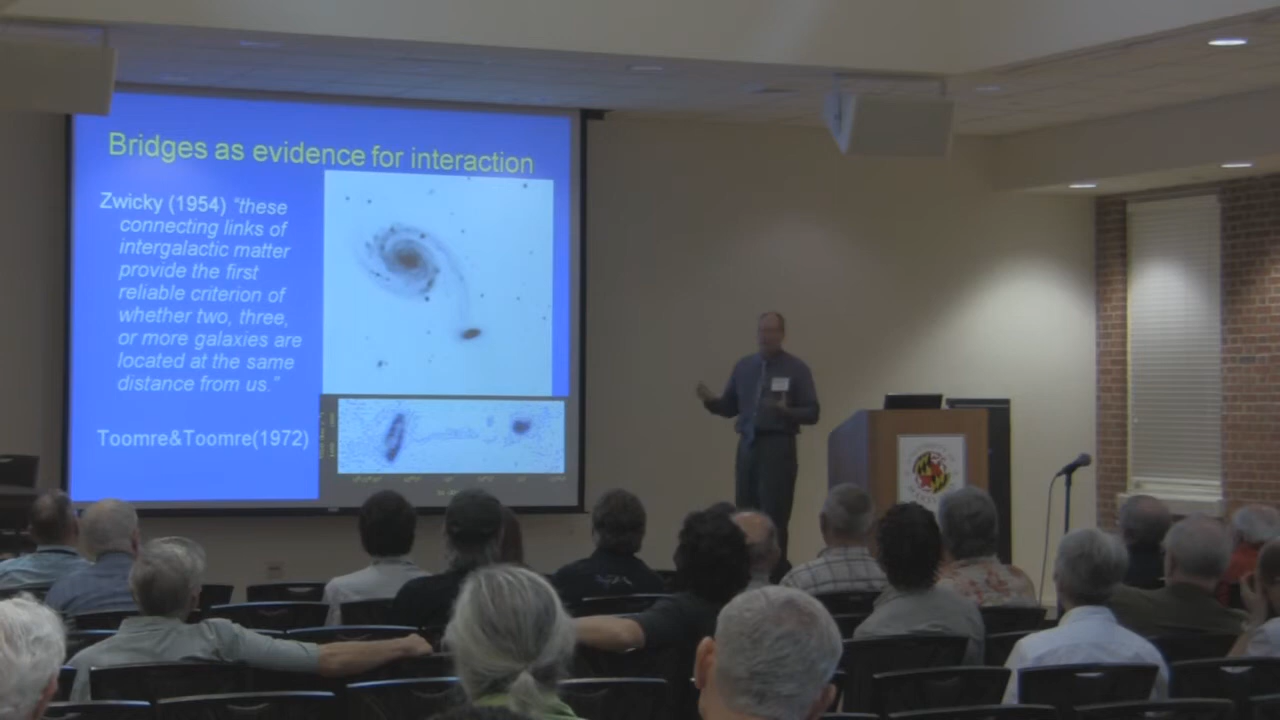 Bridges as evidence for interaction
Zwicky (1954) "these
connecting links of
intergalactic matter
provide the first
reliable criterion of
whether two, three,
or more galaxies are
located at the same
distance from us."
Toomre&Toomre(1972)